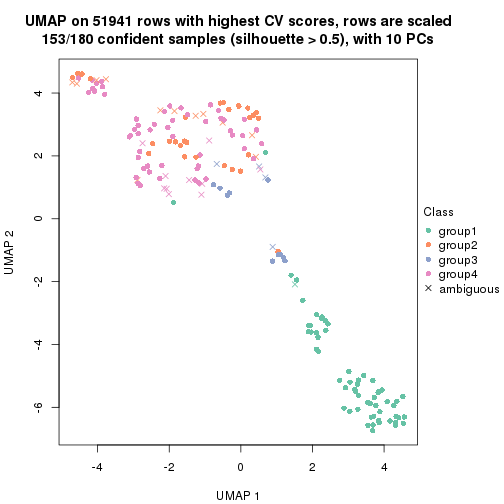 UMAP on 51941 rows with highest CV scores, rows are scaled
153/180 confident samples (silhouette > 0.5), with 10 PCs
4
2
0
-2
-4
-6
UMAP 2
-4
-2
0
2
4
UMAP 1
Class
group1
group2
group3
group4
ambiguous